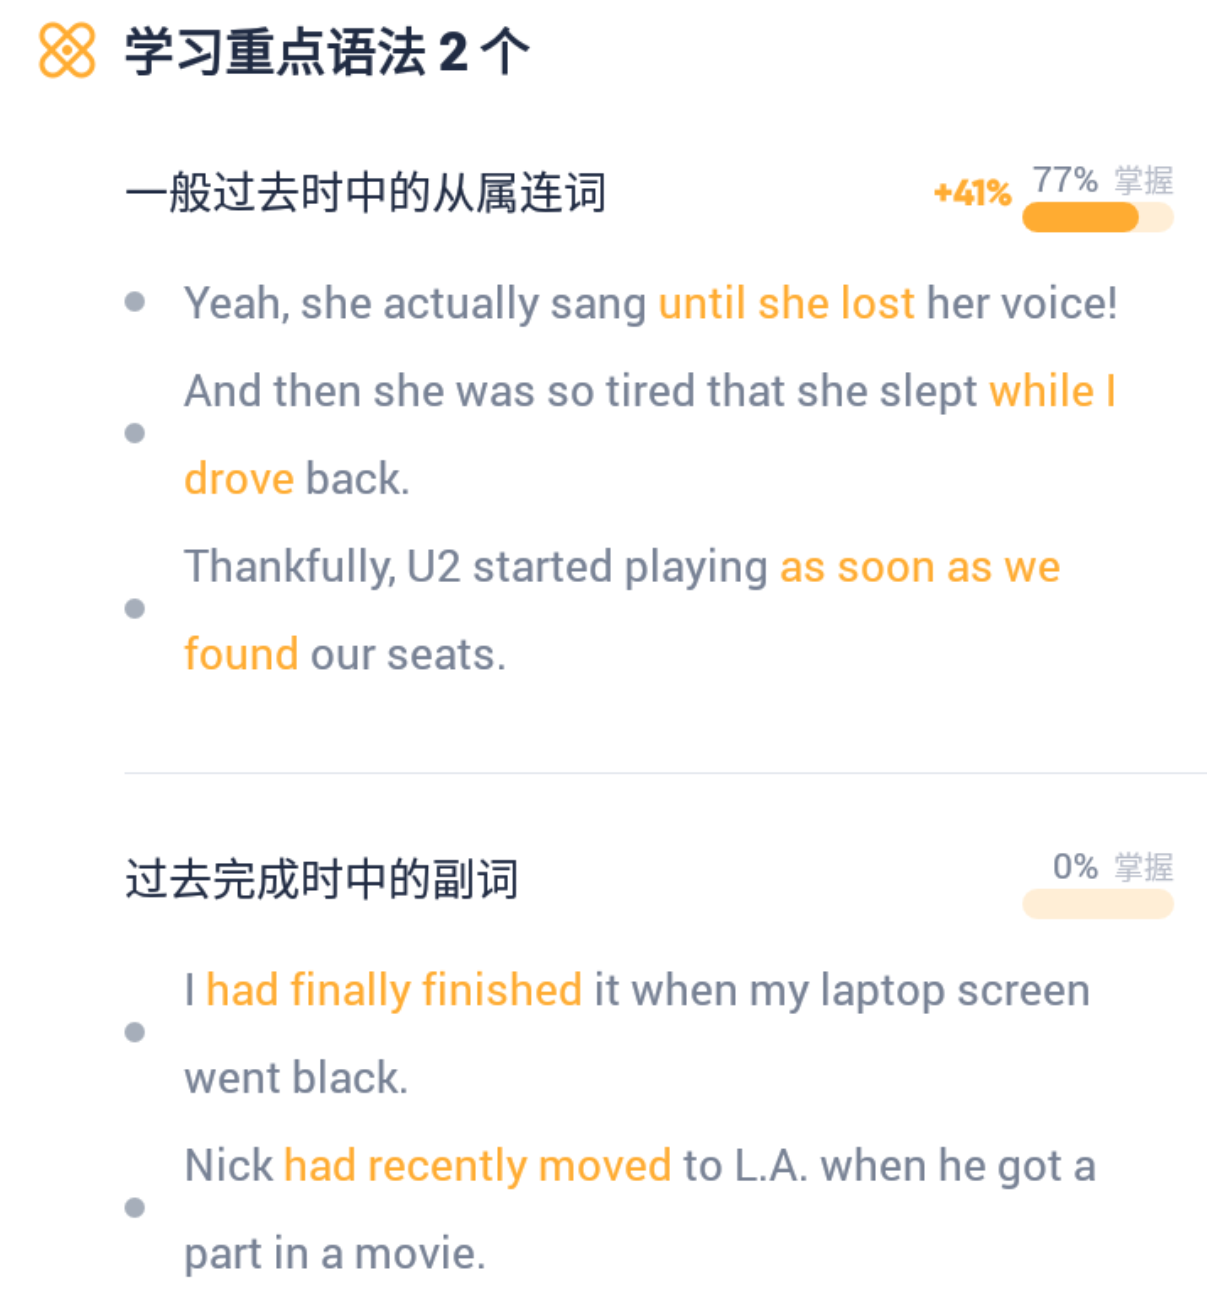 学习重点语法 2 个
一般过去时中的从属连词
+41% 77% 掌握
Yeah, she actually sang until she lost her voice!
And then she was so tired that she slept while I
drove back.
Thankfully, U2 started playing as soon as we
found our seats.
过去完成时中的副词
0% 掌握
I had finally finished it when my laptop screen
went black.
Nick had recently moved to L.A. when he got a
part in a movie.